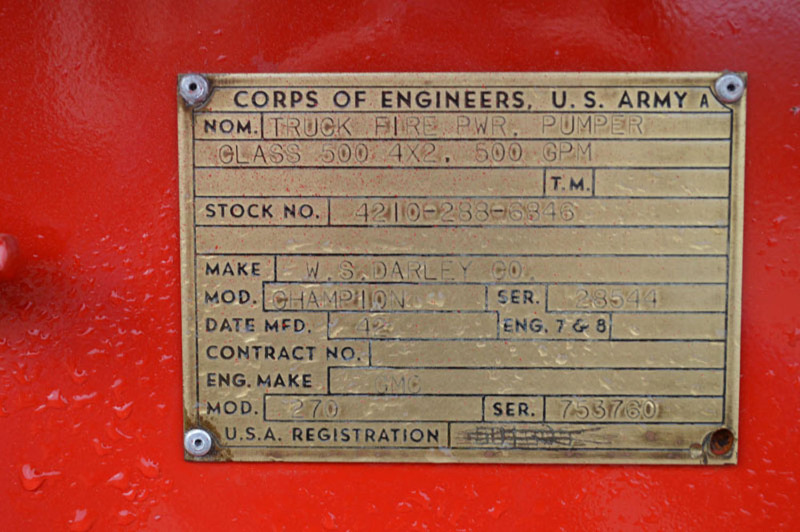 CORPS OF ENGINEERS, U.S. ARMY A
NOM. TRUCK FIRE PWR, PUMPER
CLASS 500 4X2, 500 GPM
T.M.
STOCK NO. 4210-288-6846
MAKE W.S. DARLEY CO.
MOD. CHAMPION SER. 28544
DATE MFD. 42 ENG. 7 & 8
CONTRACT NO.
ENG. MAKE GMC
MOD. 270 SER. 753760
U.S.A. REGISTRATION